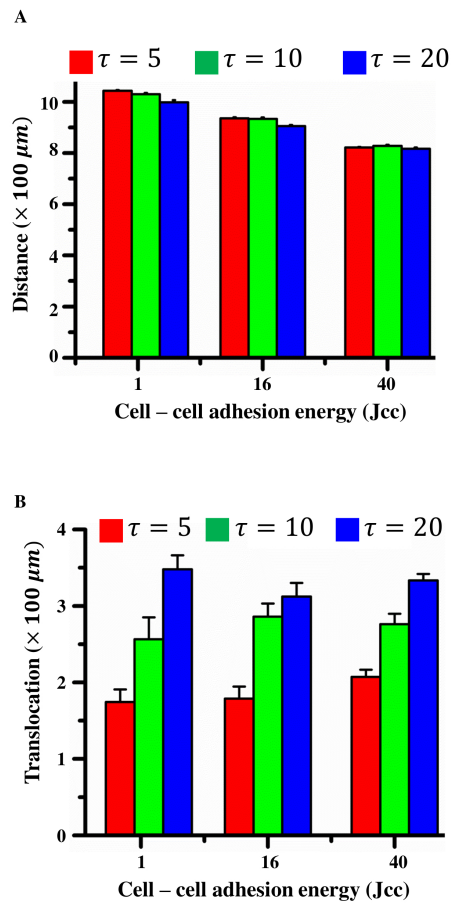 A
τ = 5 τ = 10 τ = 20
Distance (× 100 μm)
10
8
6
4
2
0
1 16 40
Cell – cell adhesion energy (Jcc)
B
τ = 5 τ = 10 τ = 20
Translocation (× 100 μm)
4
3
2
1
0
1 16 40
Cell – cell adhesion energy (Jcc)